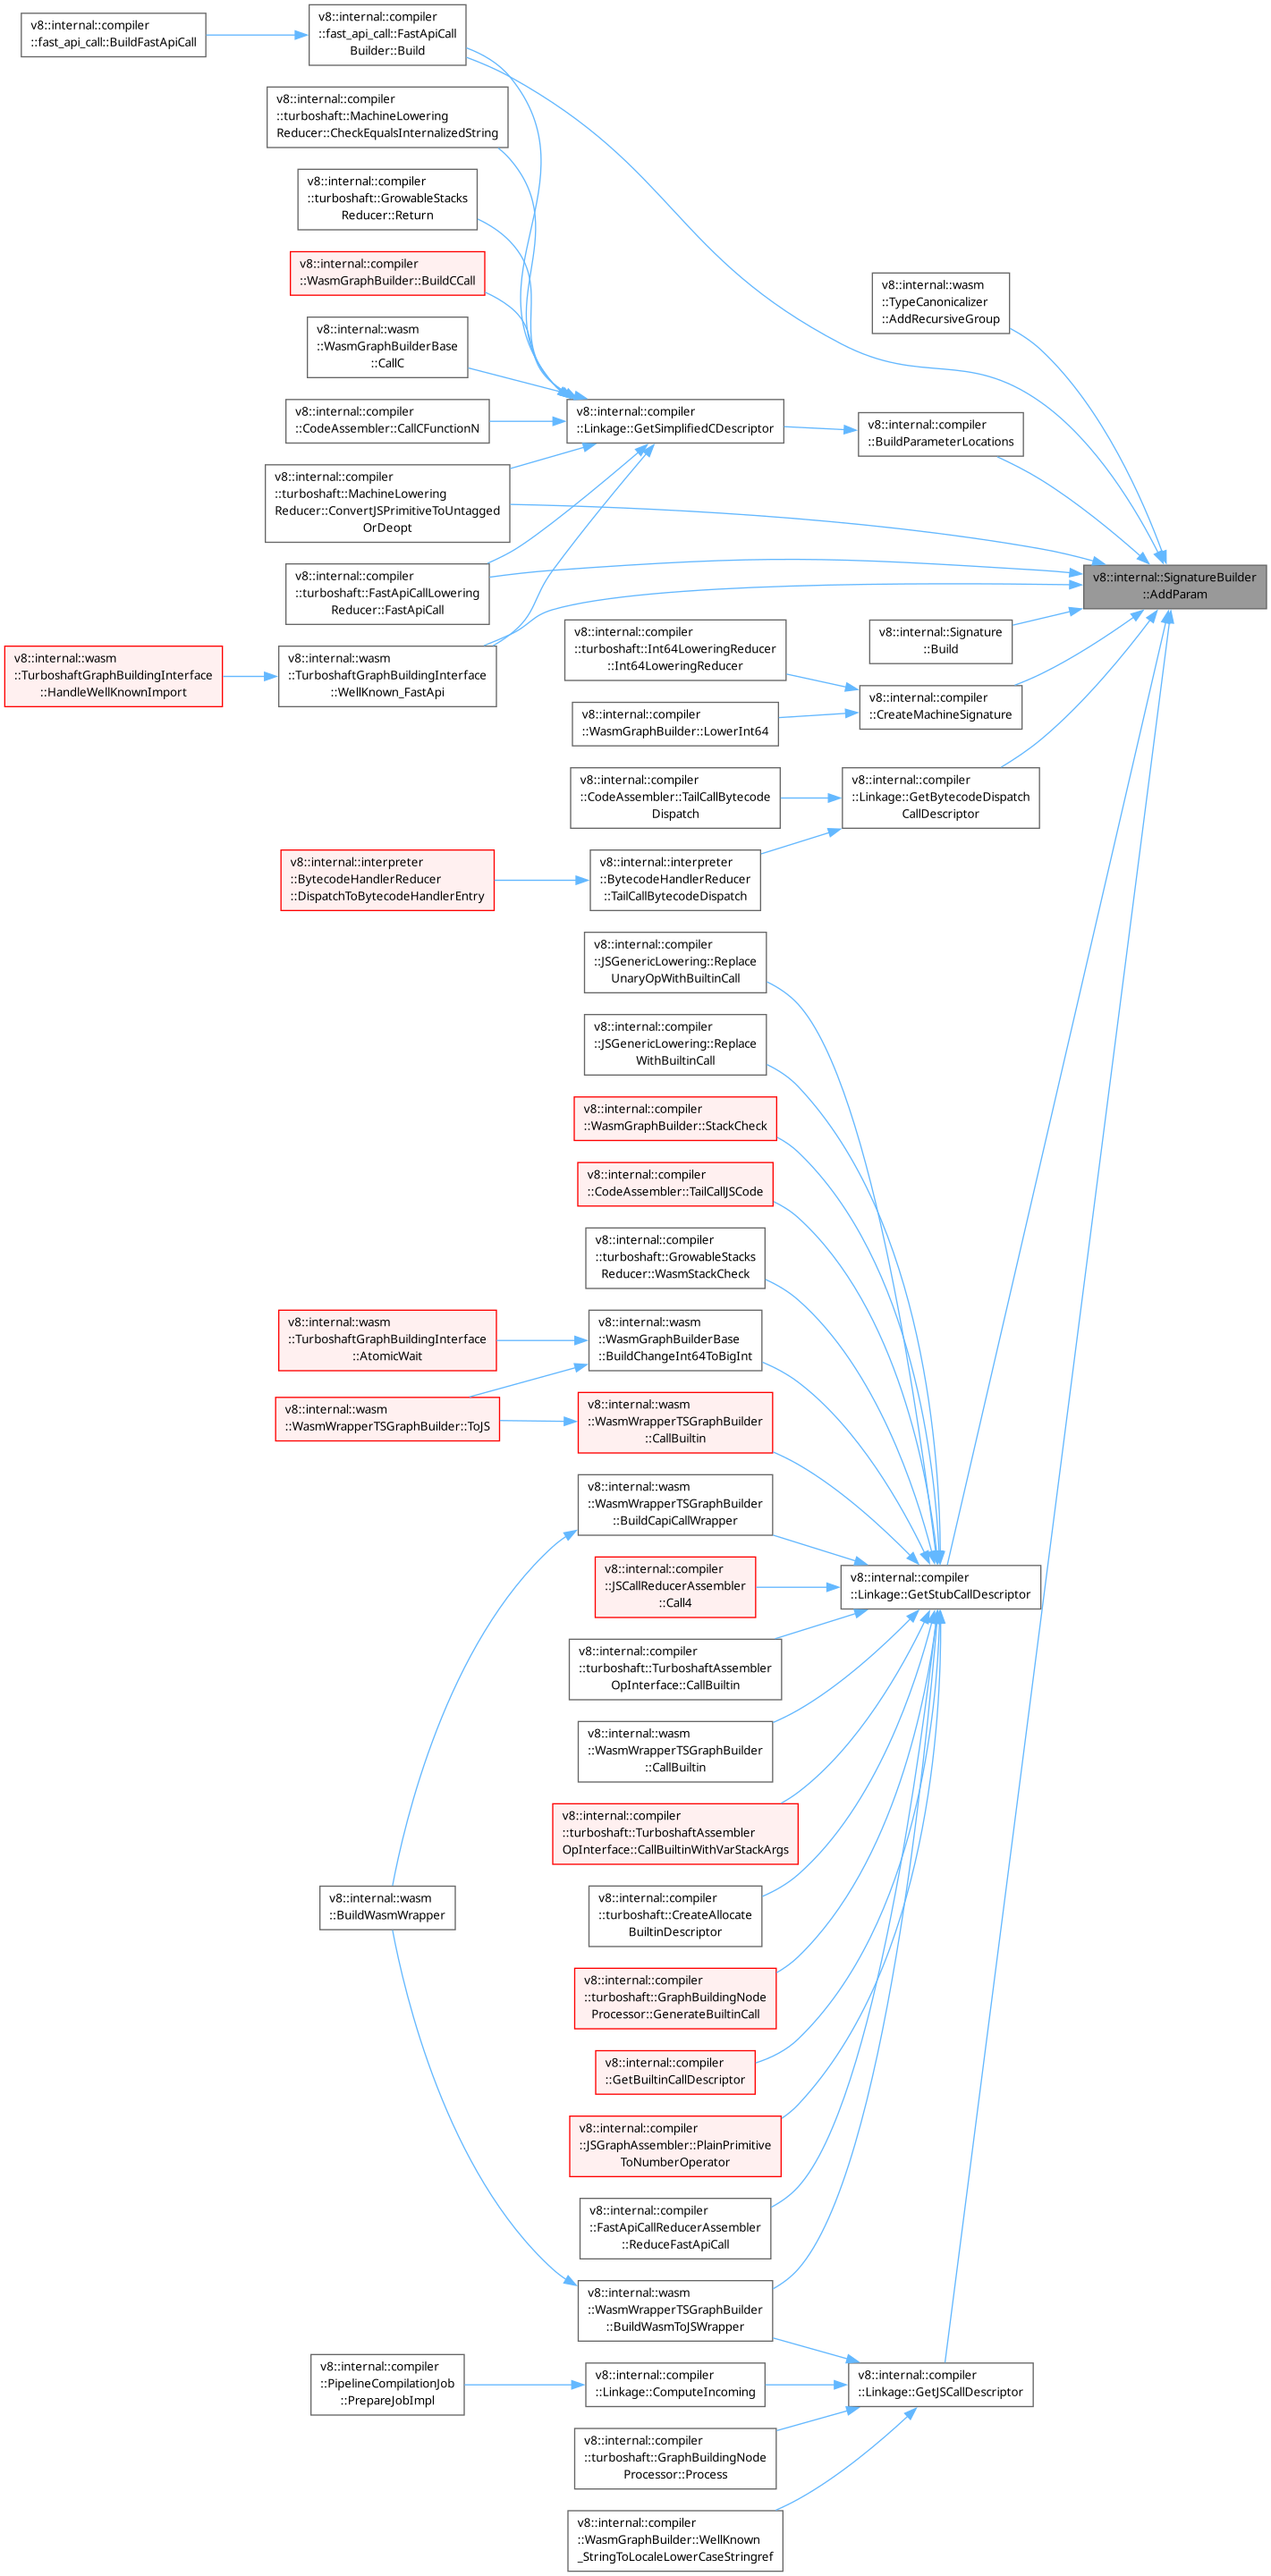 v8::internal::compiler
::fast_api_call::BuildFastApiCall
v8::internal::compiler
::fast_api_call::FastApiCall
Builder::Build
v8::internal::compiler
::turboshaft::MachineLowering
Reducer::CheckEqualsInternalizedString
v8::internal::compiler
::turboshaft::GrowableStacks
Reducer::Return
v8::internal::compiler
::WasmGraphBuilder::BuildCCall
v8::internal::wasm
::TypeCanonicalizer
::AddRecursiveGroup
v8::internal::wasm
::WasmGraphBuilderBase
::CallC
v8::internal::compiler
::CodeAssembler::CallCFunctionN
v8::internal::compiler
::Linkage::GetSimplifiedCDescriptor
v8::internal::compiler
::BuildParameterLocations
v8::internal::compiler
::turboshaft::MachineLowering
Reducer::ConvertJSPrimitiveToUntagged
OrDeopt
v8::internal::compiler
::turboshaft::FastApiCallLowering
Reducer::FastApiCall
v8::internal::SignatureBuilder
::AddParam
v8::internal::Signature
::Build
v8::internal::compiler
::turboshaft::Int64LoweringReducer
::Int64LoweringReducer
v8::internal::wasm
::TurboshaftGraphBuildingInterface
::HandleWellKnownImport
v8::internal::wasm
::TurboshaftGraphBuildingInterface
::WellKnown_FastApi
v8::internal::compiler
::CreateMachineSignature
v8::internal::compiler
::WasmGraphBuilder::LowerInt64
v8::internal::compiler
::CodeAssembler::TailCallBytecode
Dispatch
v8::internal::compiler
::Linkage::GetBytecodeDispatch
CallDescriptor
v8::internal::interpreter
::BytecodeHandlerReducer
::DispatchToBytecodeHandlerEntry
v8::internal::interpreter
::BytecodeHandlerReducer
::TailCallBytecodeDispatch
v8::internal::compiler
::JSGenericLowering::Replace
UnaryOpWithBuiltinCall
v8::internal::compiler
::JSGenericLowering::Replace
WithBuiltinCall
v8::internal::compiler
::WasmGraphBuilder::StackCheck
v8::internal::compiler
::CodeAssembler::TailCallJSCode
v8::internal::compiler
::turboshaft::GrowableStacks
Reducer::WasmStackCheck
v8::internal::wasm
::TurboshaftGraphBuildingInterface
::AtomicWait
v8::internal::wasm
::WasmGraphBuilderBase
::BuildChangeInt64ToBigInt
v8::internal::wasm
::WasmWrapperTSGraphBuilder::ToJS
v8::internal::wasm
::WasmWrapperTSGraphBuilder
::CallBuiltin
v8::internal::wasm
::WasmWrapperTSGraphBuilder
::BuildCapiCallWrapper
v8::internal::compiler
::JSCallReducerAssembler
::Call4
v8::internal::compiler
::Linkage::GetStubCallDescriptor
v8::internal::compiler
::turboshaft::TurboshaftAssembler
OpInterface::CallBuiltin
v8::internal::wasm
::WasmWrapperTSGraphBuilder
::CallBuiltin
v8::internal::compiler
::turboshaft::TurboshaftAssembler
OpInterface::CallBuiltinWithVarStackArgs
v8::internal::wasm
::BuildWasmWrapper
v8::internal::compiler
::turboshaft::CreateAllocate
BuiltinDescriptor
v8::internal::compiler
::turboshaft::GraphBuildingNode
Processor::GenerateBuiltinCall
v8::internal::compiler
::GetBuiltinCallDescriptor
v8::internal::compiler
::JSGraphAssembler::PlainPrimitive
ToNumberOperator
v8::internal::compiler
::FastApiCallReducerAssembler
::ReduceFastApiCall
v8::internal::wasm
::WasmWrapperTSGraphBuilder
::BuildWasmToJSWrapper
v8::internal::compiler
::PipelineCompilationJob
::PrepareJobImpl
v8::internal::compiler
::Linkage::ComputeIncoming
v8::internal::compiler
::Linkage::GetJSCallDescriptor
v8::internal::compiler
::turboshaft::GraphBuildingNode
Processor::Process
v8::internal::compiler
::WasmGraphBuilder::WellKnown
_StringToLocaleLowerCaseStringref